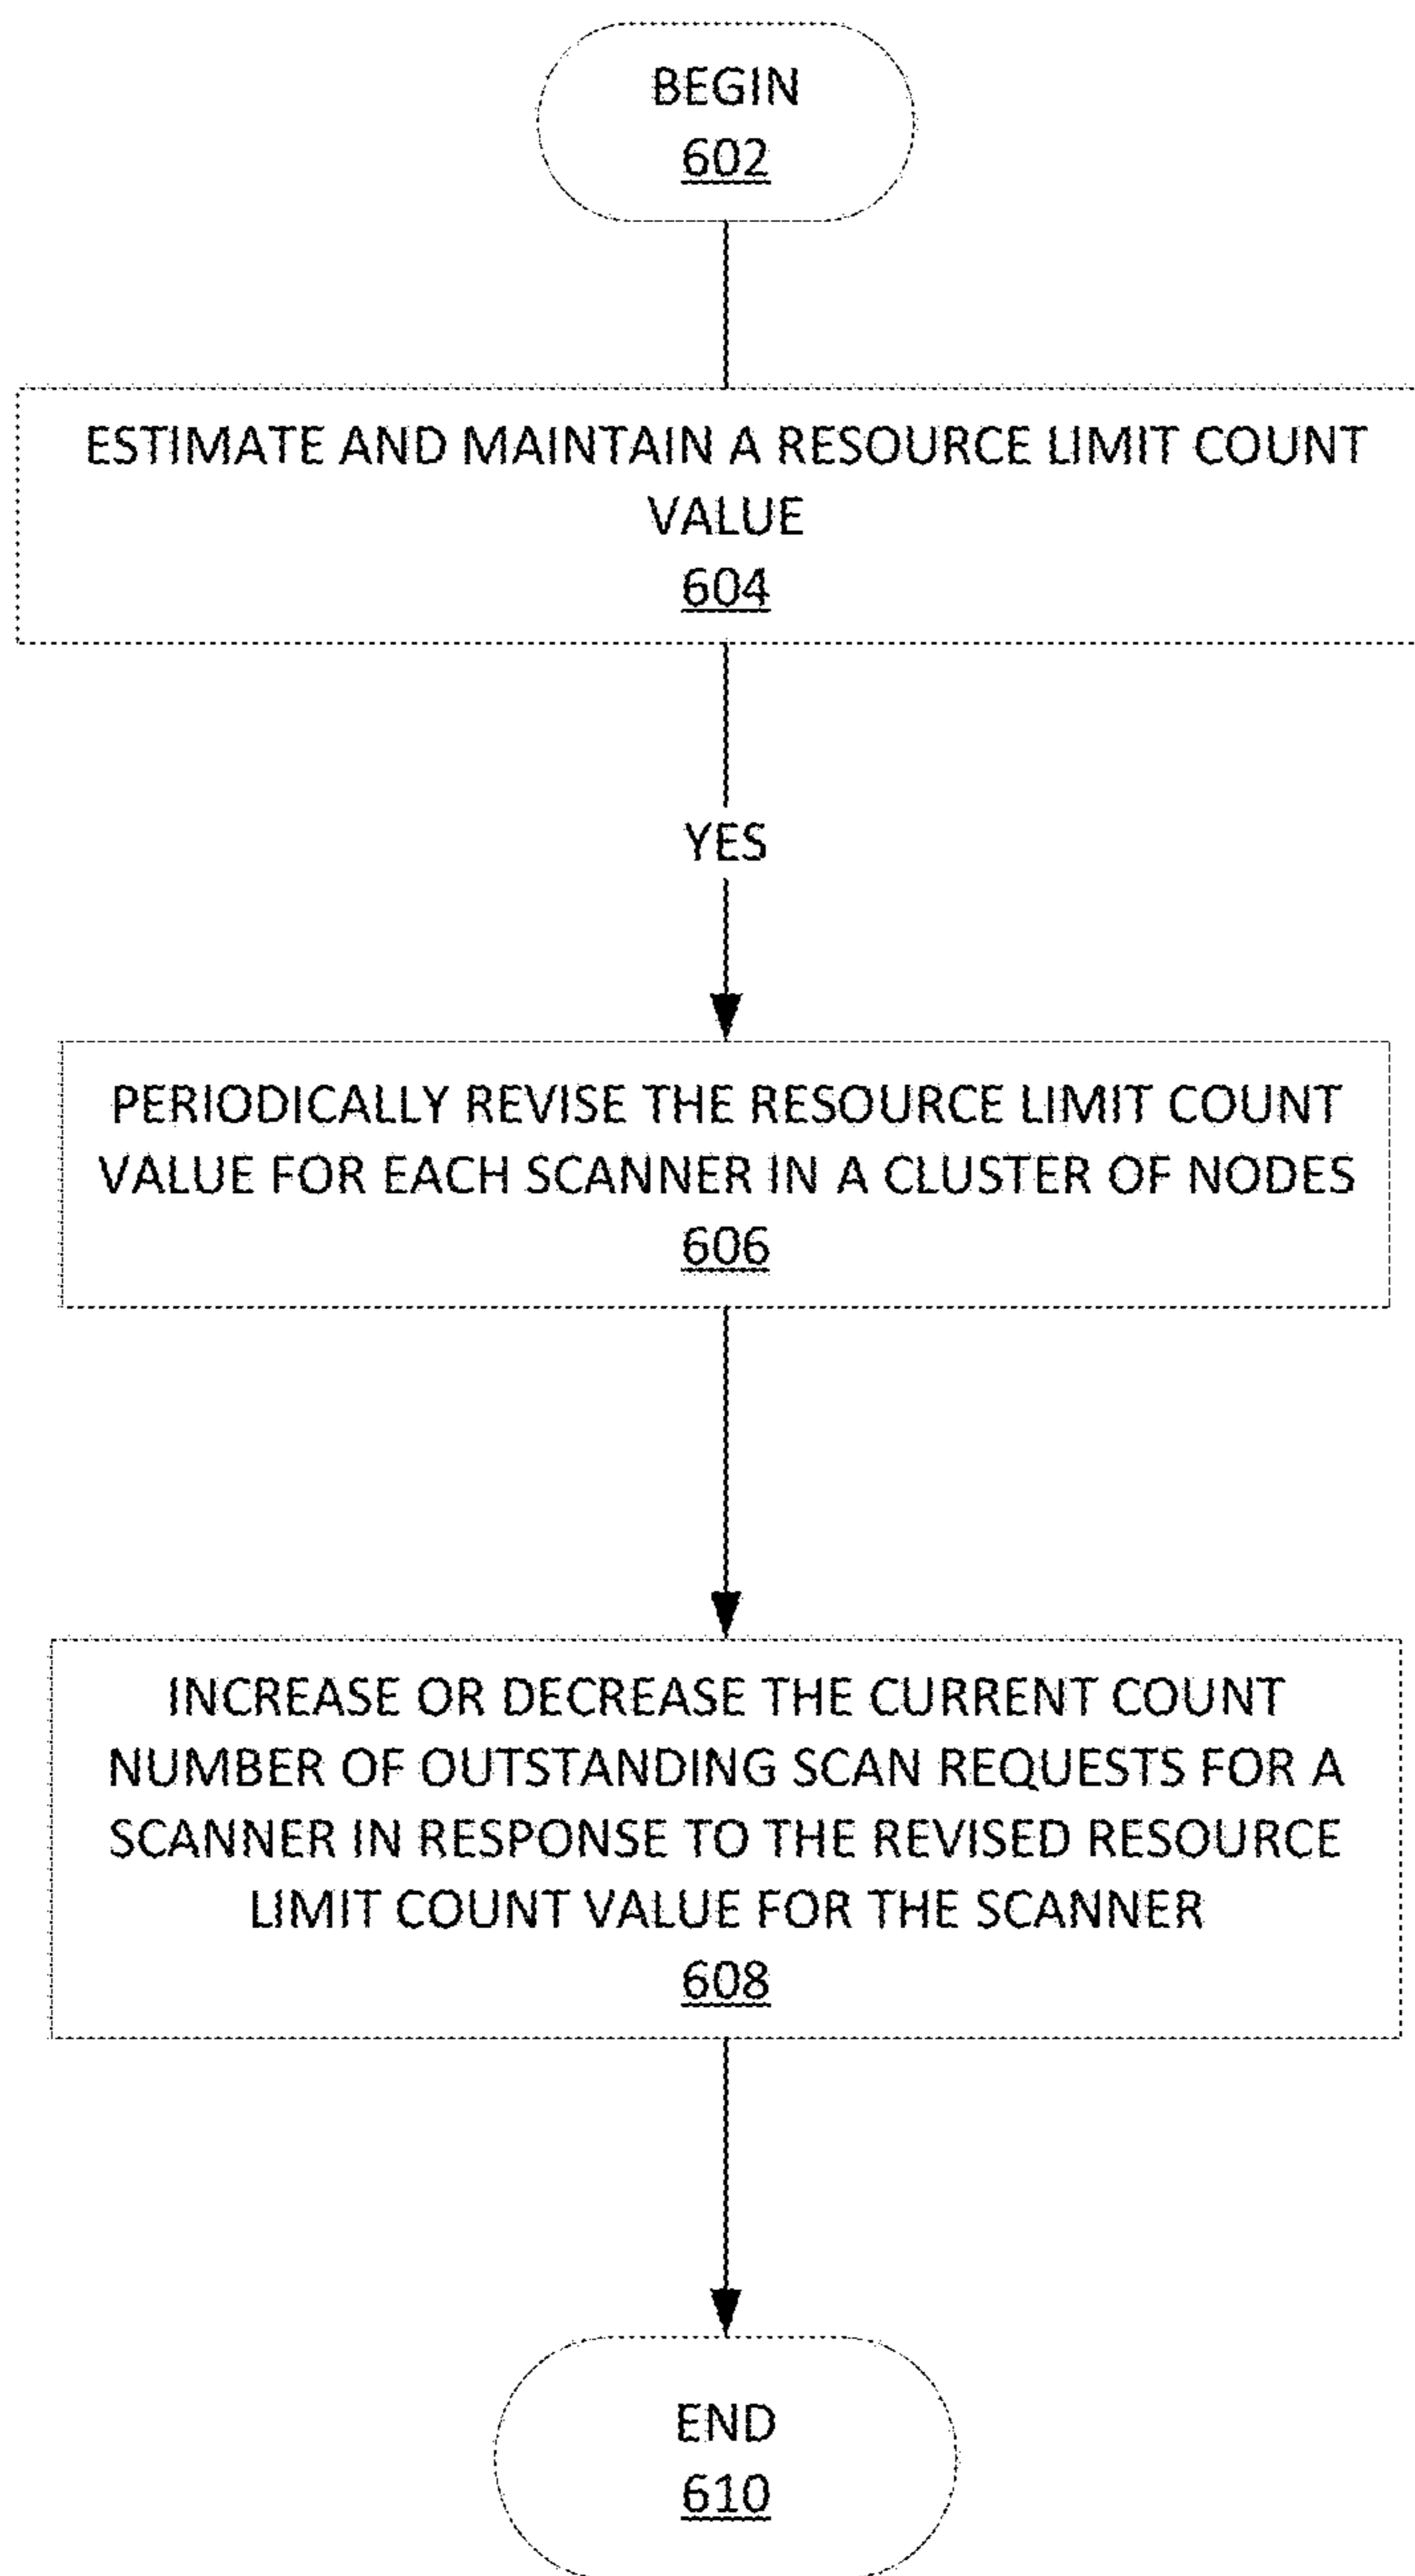 BEGIN
602
ESTIMATE AND MAINTAIN A RESOURCE LIMIT COUNT
VALUE
604
YES
PERIODICALLY REVISE THE RESOURCE LIMIT COUNT
VALUE FOR EACH SCANNER IN A CLUSTER OF NODES
606
INCREASE OR DECREASE THE CURRENT COUNT
NUMBER OF OUTSTANDING SCAN REQUESTS FOR A
SCANNER IN RESPONSE TO THE REVISED RESOURCE
LIMIT COUNT VALUE FOR THE SCANNER
608
END
610